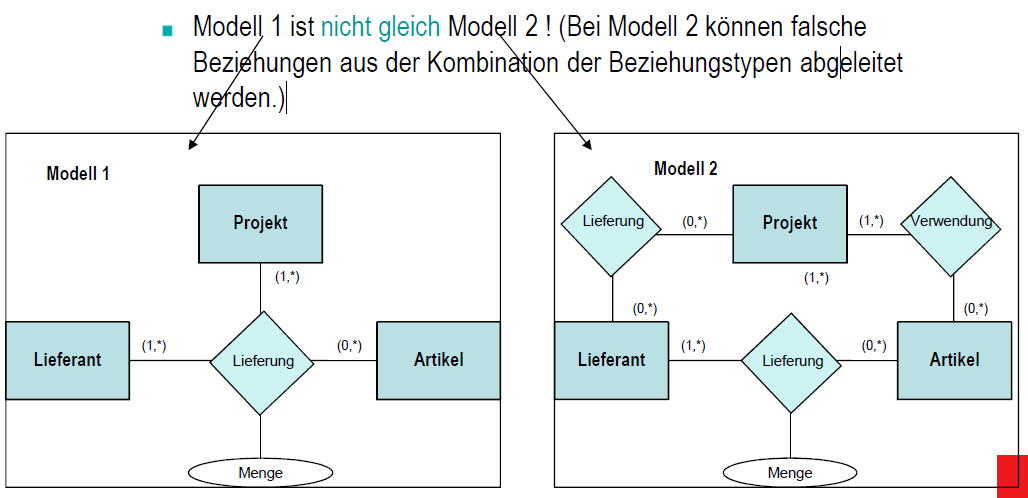 Modell 1 ist nicht gleich Modell 2 ! (Bei Modell 2 können falsche
Beziehungen aus der Kombination der Beziehungstypen abgeleitet
werden.)
Modell 1
Projekt
(1,*)
Lieferant
(1,*)
Lieferung
(0,*)
Artikel
Menge
Modell 2
Lieferung
(0,*)
Projekt
(1,*)
Verwendung
(1,*)
(0,*)
(0,*)
Lieferant
(1,*)
Lieferung
(0,*)
Artikel
Menge